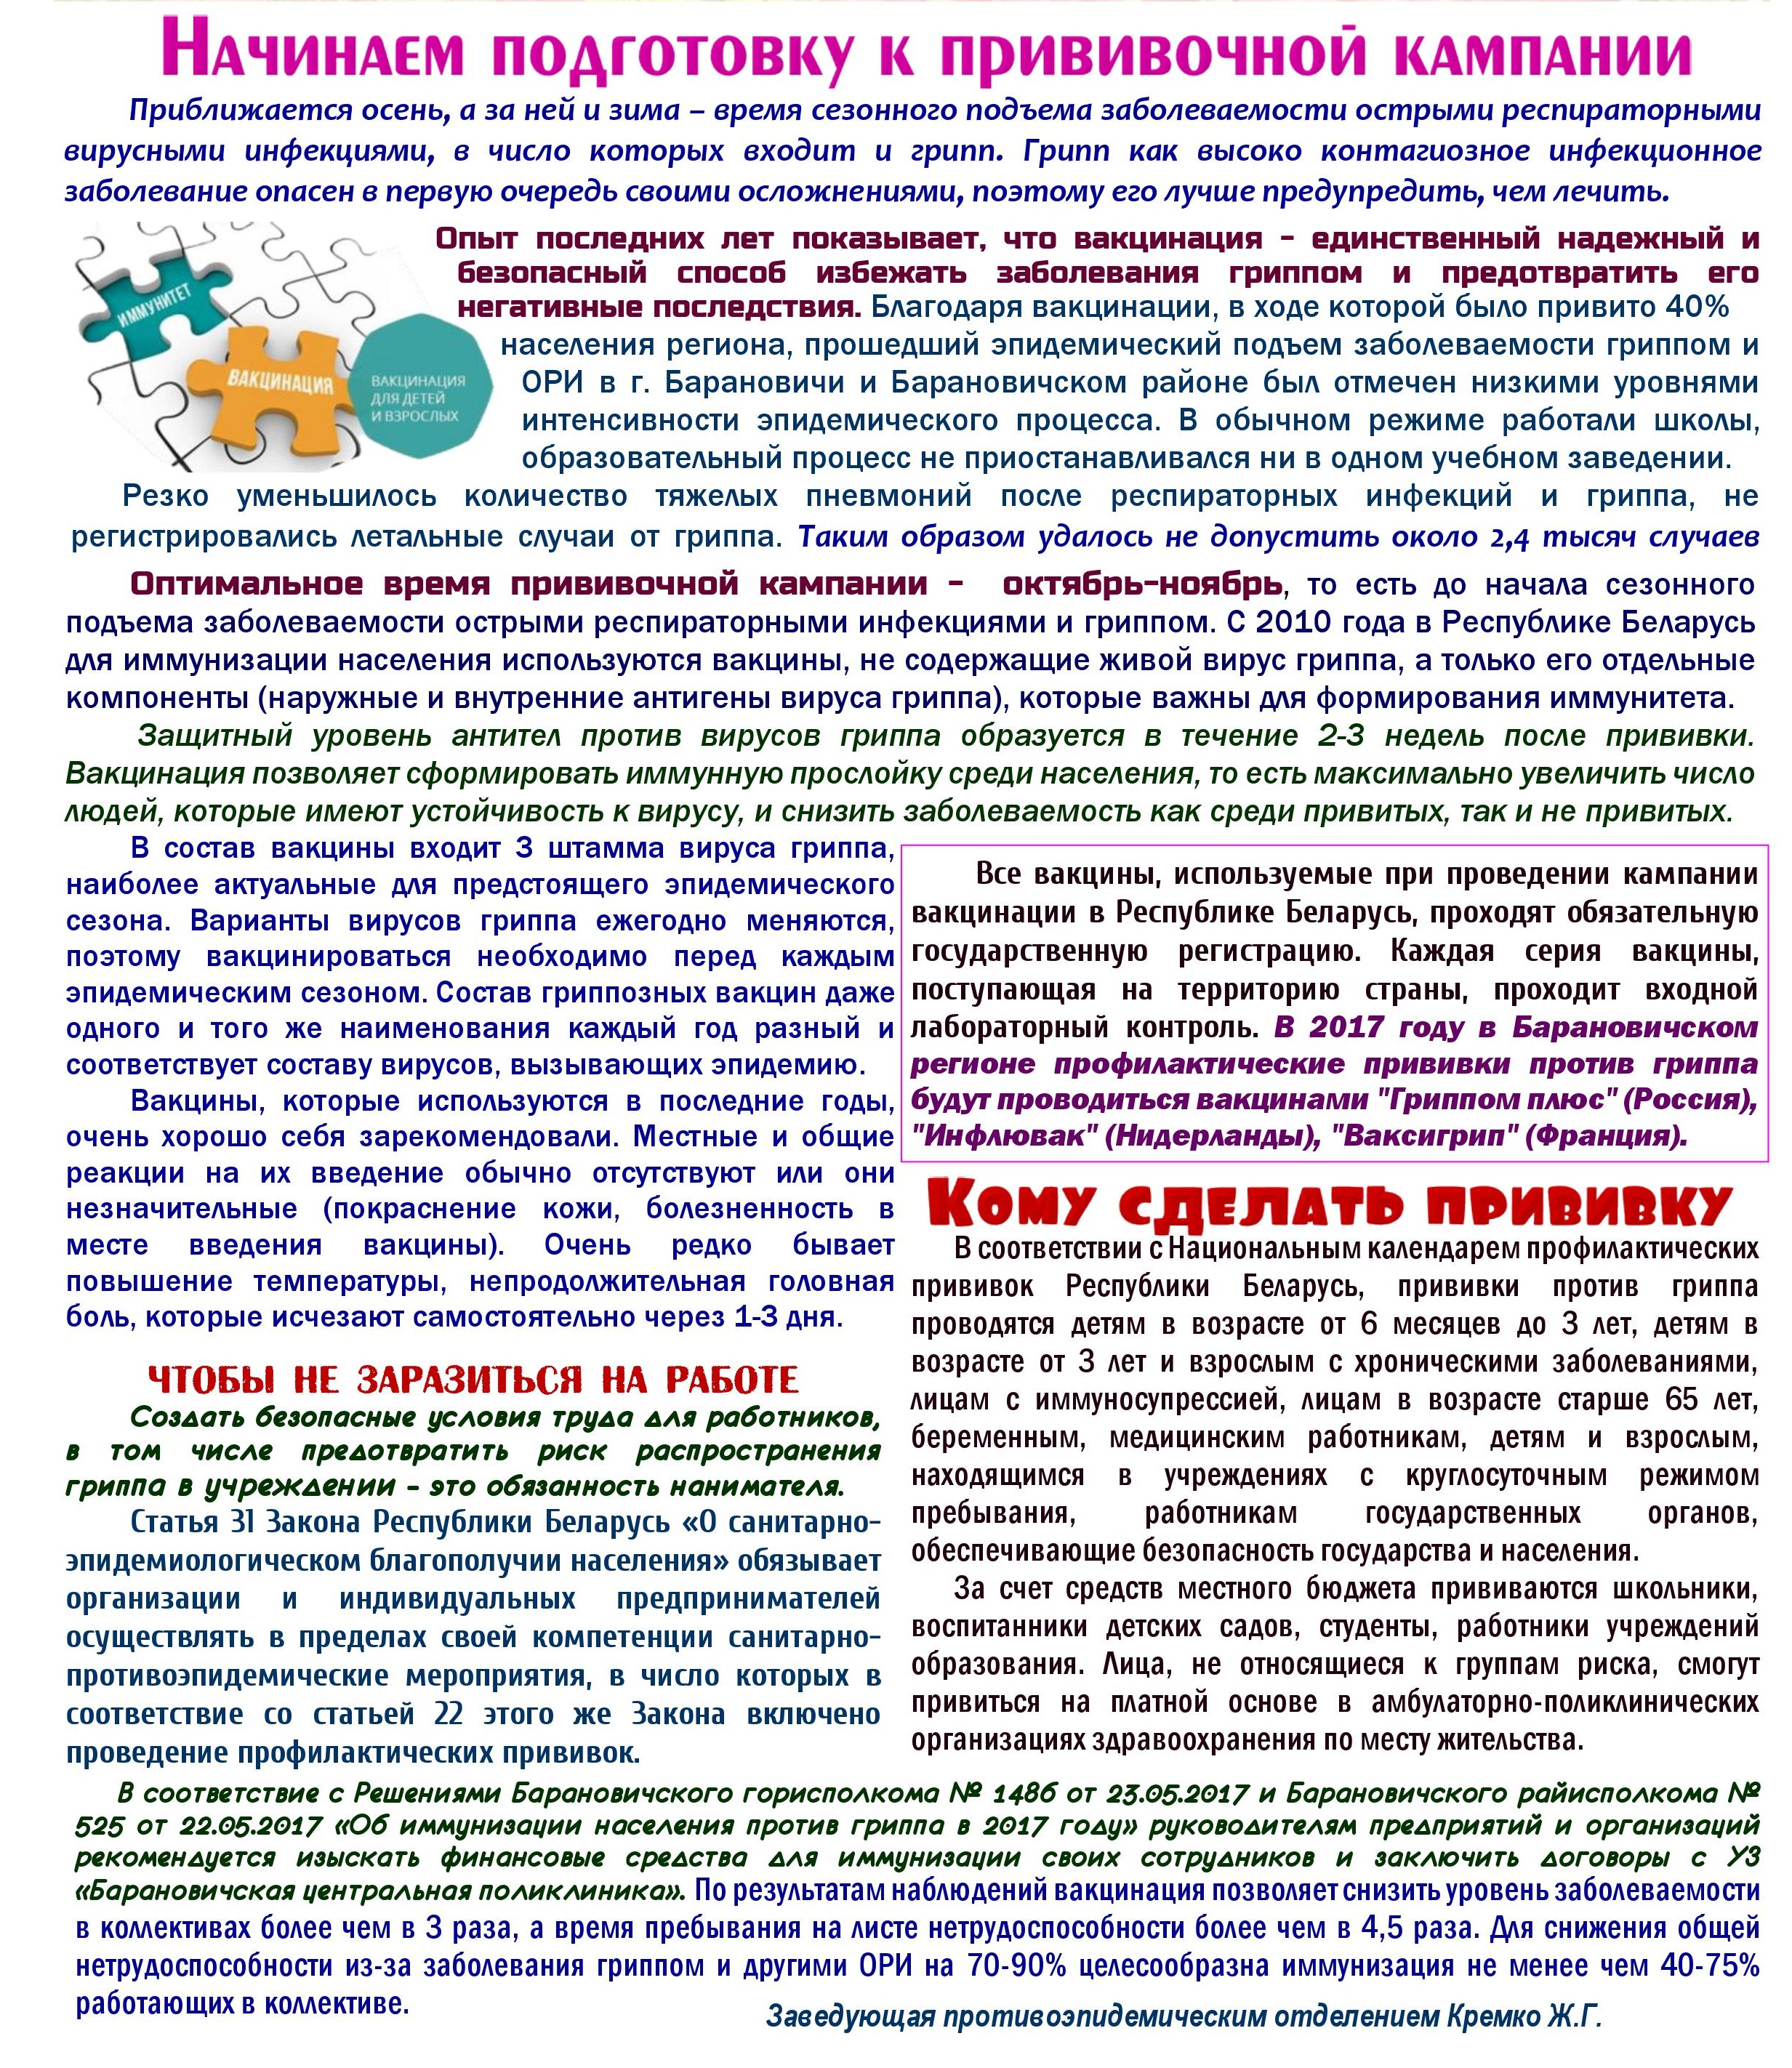 Начинаем подготовку к прививочной кампании
Приближается осень, а за ней и зима – время сезонного подъема заболеваемости острыми респираторными
вирусными инфекциями, в число которых входит и грипп. Грипп как высоко контагиозное инфекционное
заболевание опасен в первую очередь своими осложнениями, поэтому его лучше предупредить, чем лечить.
ИММУНИТЕТ
ВАКЦИНАЦИЯ
ВАКЦИНАЦИЯ
ДЛЯ ДЕТЕЙ
И ВЗРОСЛЫХ
Опыт последних лет показывает, что вакцинация - единственный надежный и
безопасный способ избежать заболевания гриппом и предотвратить его
негативные последствия. Благодаря вакцинации, в ходе которой было привито 40%
населения региона, прошедший эпидемический подъем заболеваемости гриппом и
ОРИ в г. Барановичи и Барановичском районе был отмечен низкими уровнями
интенсивности эпидемического процесса. В обычном режиме работали школы,
образовательный процесс не приостанавливался ни в одном учебном заведении.
Резко уменьшилось количество тяжелых пневмоний после респираторных инфекций и гриппа, не
регистрировались летальные случаи от гриппа. Таким образом удалось не допустить около 2,4 тысяч случаев
Оптимальное время прививочной кампании - октябрь-ноябрь, то есть до начала сезонного
подъема заболеваемости острыми респираторными инфекциями и гриппом. С 2010 года в Республике Беларусь
для иммунизации населения используются вакцины, не содержащие живой вирус гриппа, а только его отдельные
компоненты (наружные и внутренние антигены вируса гриппа), которые важны для формирования иммунитета.
Защитный уровень антител против вирусов гриппа образуется в течение 2-3 недель после прививки.
Вакцинация позволяет сформировать иммунную прослойку среди населения, то есть максимально увеличить число
людей, которые имеют устойчивость к вирусу, и снизить заболеваемость как среди привитых, так и не привитых.
В состав вакцины входит 3 штамма вируса гриппа,
наиболее актуальные для предстоящего эпидемического
сезона. Варианты вирусов гриппа ежегодно меняются,
поэтому вакцинироваться необходимо перед каждым
эпидемическим сезоном. Состав гриппозных вакцин даже
одного и того же наименования каждый год разный и
соответствует составу вирусов, вызывающих эпидемию.
Вакцины, которые используются в последние годы,
очень хорошо себя зарекомендовали. Местные и общие
реакции на их введение обычно отсутствуют или они
незначительные (покраснение кожи, болезненность в
месте введения вакцины). Очень редко бывает
повышение температуры, непродолжительная головная
боль, которые исчезают самостоятельно через 1-3 дня.
ЧТОБЫ НЕ ЗАРАЗИТЬСЯ НА РАБОТЕ
Создать безопасные условия труда для работников,
в том числе предотвратить риск распространения
гриппа в учреждении - это обязанность нанимателя.
Статья 31 Закона Республики Беларусь «О санитарно-
эпидемиологическом благополучии населения» обязывает
организации и индивидуальных предпринимателей
осуществлять в пределах своей компетенции санитарно-
противоэпидемические мероприятия, в число которых в
соответствие со статьей 22 этого же Закона включено
проведение профилактических прививок.
Все вакцины, используемые при проведении кампании
вакцинации в Республике Беларусь, проходят обязательную
государственную регистрацию. Каждая серия вакцины,
поступающая на территорию страны, проходит входной
лабораторный контроль. В 2017 году в Барановичском
регионе профилактические прививки против гриппа
будут проводиться вакцинами "Гриппом плюс" (Россия),
"Инфлювак" (Нидерланды), "Ваксигрип" (Франция).
Кому сделать прививку
В соответствии с Национальным календарем профилактических
прививок Республики Беларусь, прививки против гриппа
проводятся детям в возрасте от 6 месяцев до 3 лет, детям в
возрасте от 3 лет и взрослым с хроническими заболеваниями,
лицам с иммуносупрессией, лицам в возрасте старше 65 лет,
беременным, медицинским работникам, детям и взрослым,
находящимся в учреждениях с круглосуточным режимом
пребывания, работникам государственных органов,
обеспечивающие безопасность государства и населения.
За счет средств местного бюджета прививаются школьники,
воспитанники детских садов, студенты, работники учреждений
образования. Лица, не относящиеся к группам риска, смогут
привиться на платной основе в амбулаторно-поликлинических
организациях здравоохранения по месту жительства.
В соответствие с Решениями Барановичского горисполкома № 1486 от 23.05.2017 и Барановичского райисполкома №
525 от 22.05.2017 «Об иммунизации населения против гриппа в 2017 году» руководителям предприятий и организаций
рекомендуется изыскать финансовые средства для иммунизации своих сотрудников и заключить договоры с УЗ
«Барановичская центральная поликлиника». По результатам наблюдений вакцинация позволяет снизить уровень заболеваемости
в коллективах более чем в 3 раза, а время пребывания на листе нетрудоспособности более чем в 4,5 раза. Для снижения общей
нетрудоспособности из-за заболевания гриппом и другими ОРИ на 70-90% целесообразна иммунизация не менее чем 40-75%
работающих в коллективе.
Заведующая противоэпидемическим отделением Кремко Ж.Г.